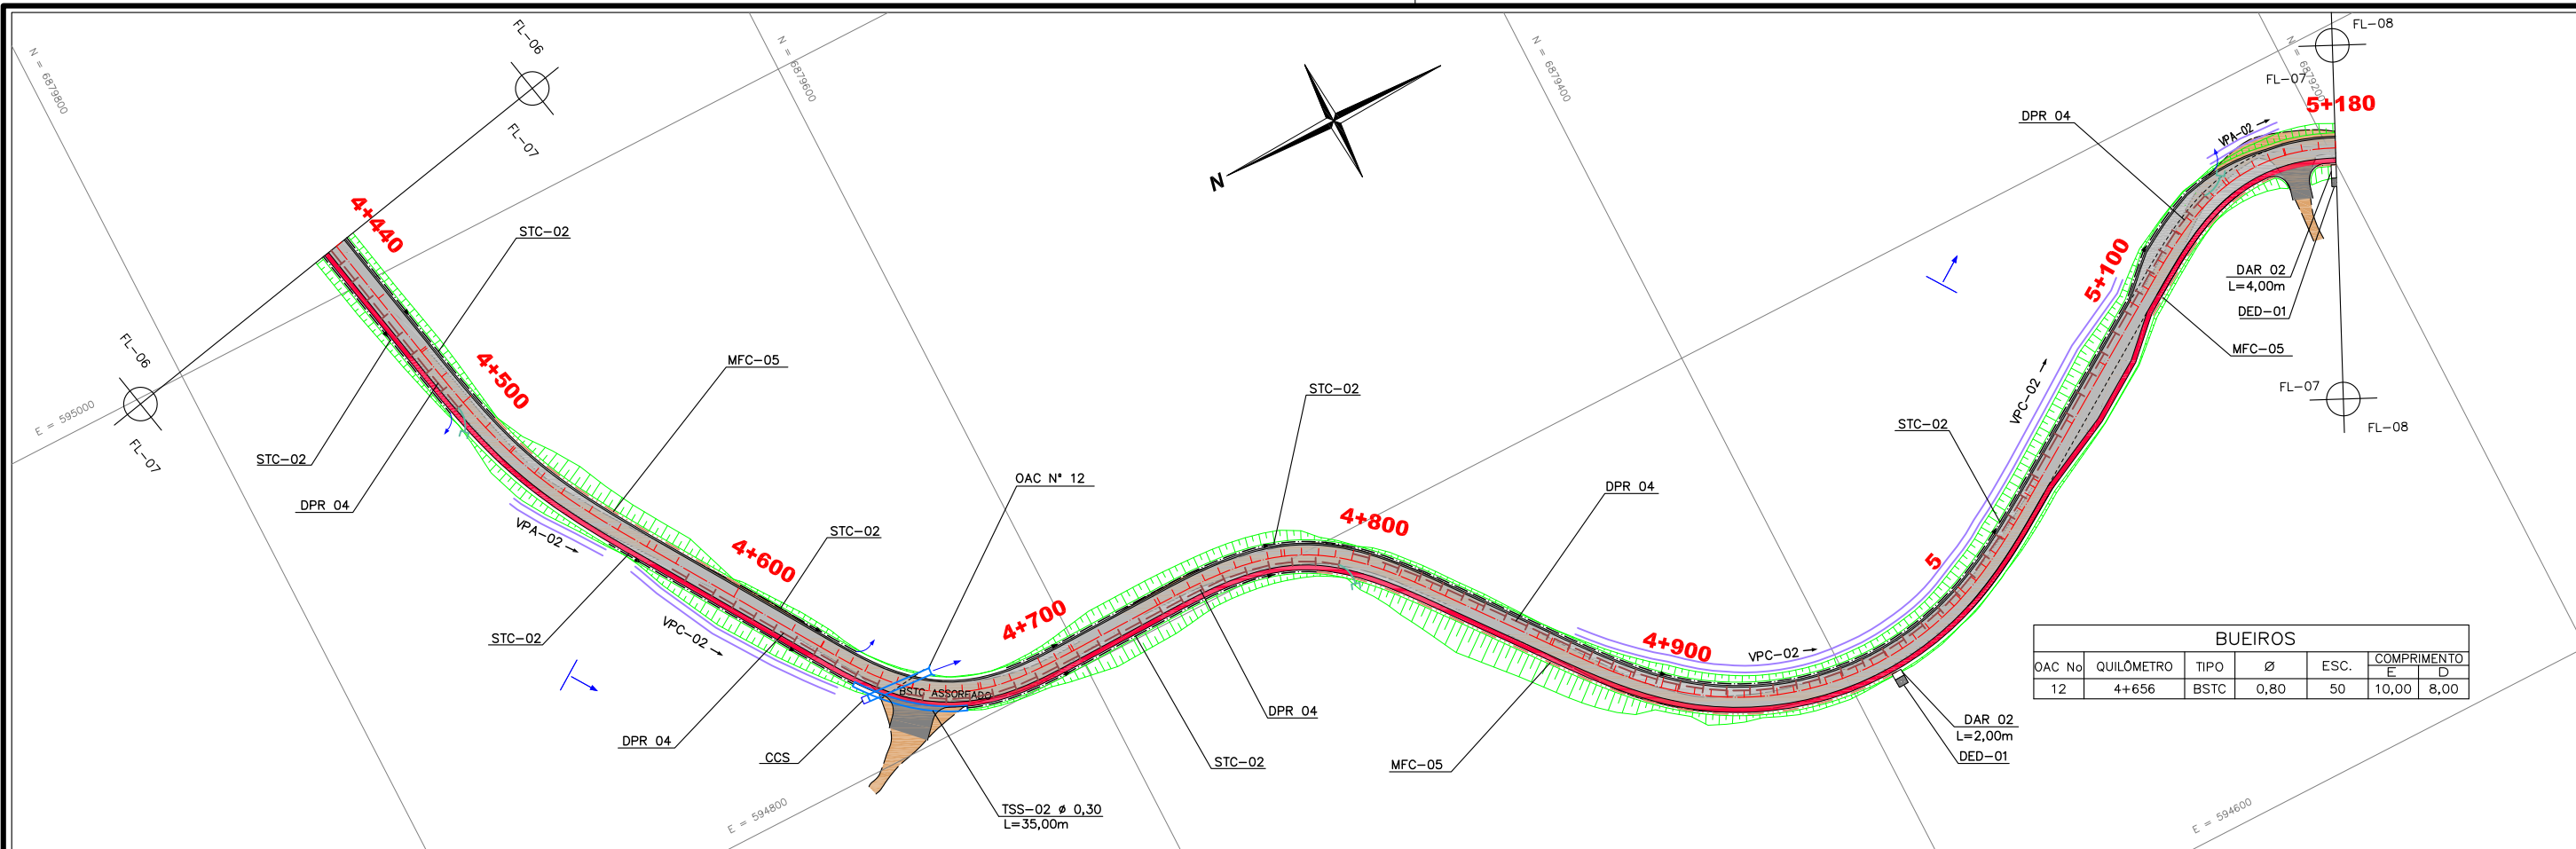 FL-06
FL-07
N = 6879800
N = 6879600
N = 6879400
N = 6879200
FL-08
FL-07
5+180
DPR 04
VPA-02
N
4+440
STC-02
5+100
DAR 02
L=4,00m
DED-01
MFC-05
FL-06
FL-07
E = 595000
4+500
MFC-05
STC-02
DPR 04
STC-02
VPC-02
STC-02
FL-07
FL-08
OAC N° 12
DPR 04
4+800
VPA-02
4+600
STC-02
5
4+700
STC-02
VPC-02
4+900
VPC-02
BSTC ASSOREADO
DPR 04
CCS
DPR 04
STC-02
MFC-05
DAR 02
L=2,00m
DED-01
TSS-02 ø 0,30
L=35,00m
E = 594800
E = 594600
BUEIROS
OAC No QUILÔMETRO TIPO Ø ESC. COMPRIMENTO
E D
12 4+656 BSTC 0,80 50 10,00 8,00